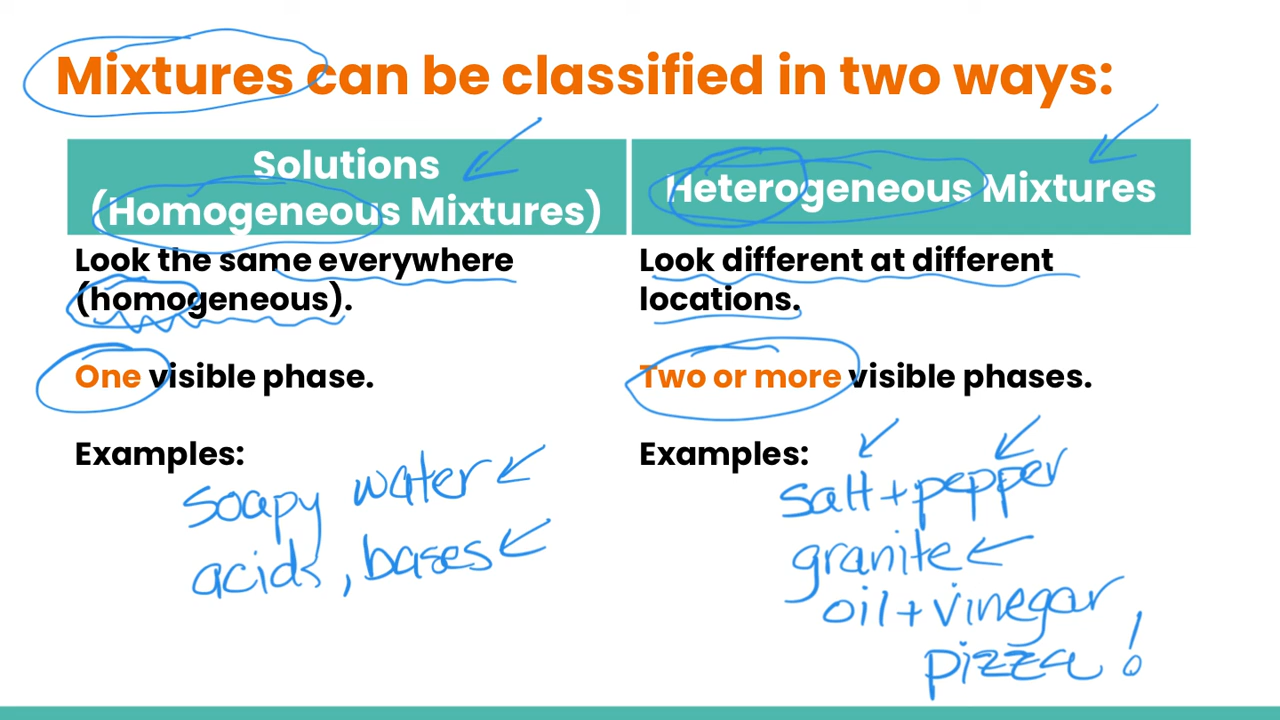 Mixtures can be classified in two ways:
Solutions
(Homogeneous Mixtures)
Look the same everywhere
(homogeneous).
One visible phase.
Examples:
soapy water
acids, bases
Heterogeneous Mixtures
Look different at different
locations.
Two or more visible phases.
Examples:
salt + pepper
granite
oil + vinegar
pizza!